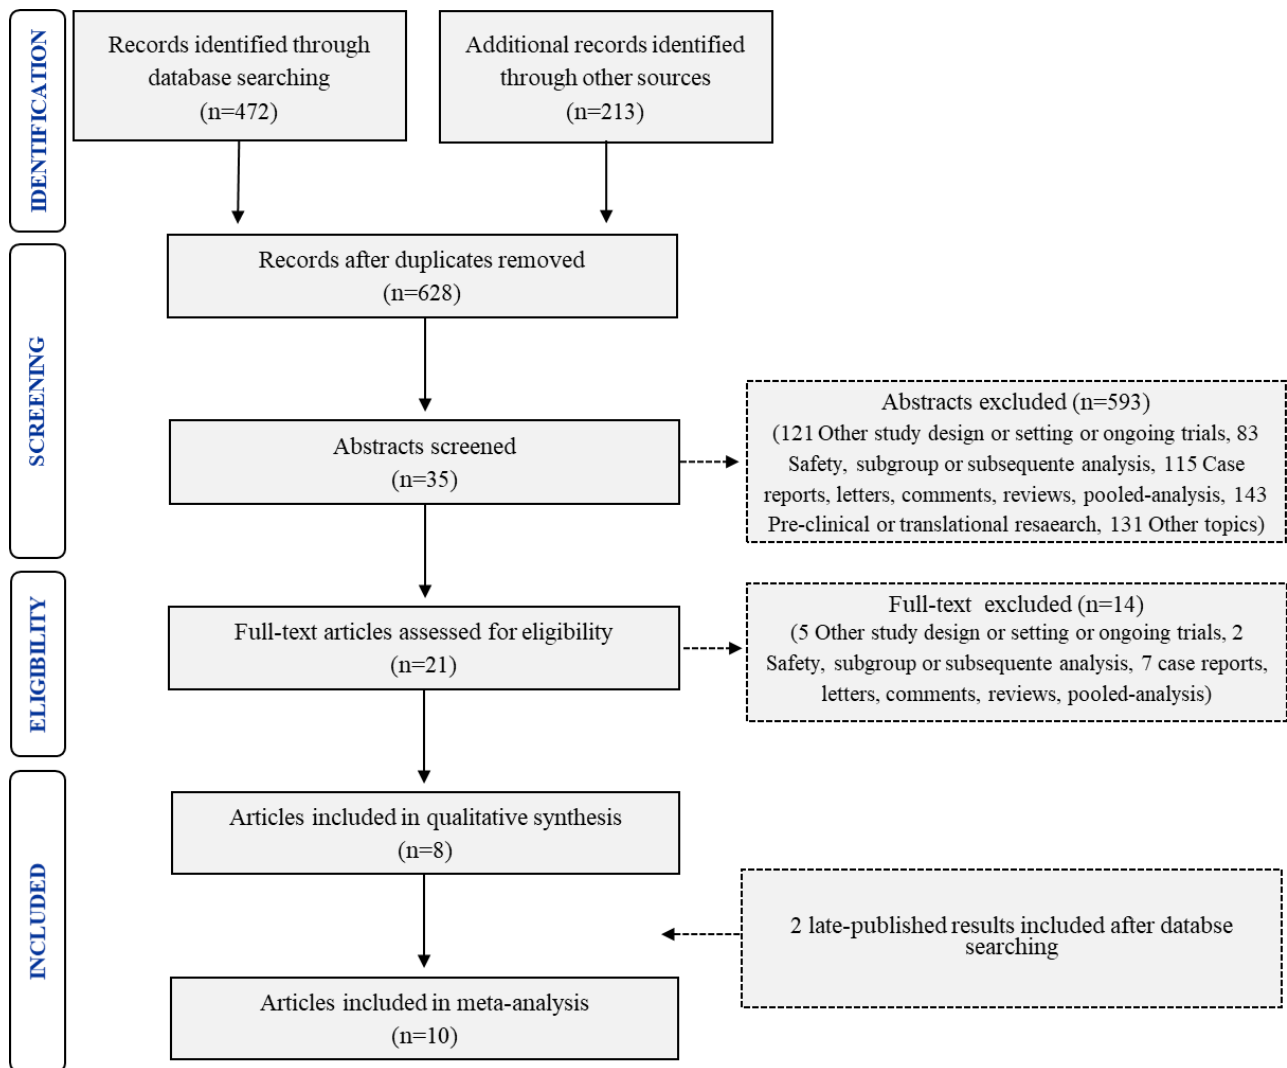 IDENTIFICATION
Records identified through
database searching
(n=472)
Additional records identified
through other sources
(n=213)
SCREENING
Records after duplicates removed
(n=628)
Abstracts screened
(n=35)
Abstracts excluded (n=593)
(121 Other study design or setting or ongoing trials, 83
Safety, subgroup or subsequente analysis, 115 Case
reports, letters, comments, reviews, pooled-analysis, 143
Pre-clinical or translational resaearch, 131 Other topics)
ELIGIBILITY
Full-text articles assessed for eligibility
(n=21)
Full-text excluded (n=14)
(5 Other study design or setting or ongoing trials, 2
Safety, subgroup or subsequente analysis, 7 case reports,
letters, comments, reviews, pooled-analysis)
INCLUDED
Articles included in qualitative synthesis
(n=8)
2 late-published results included after databse
searching
Articles included in meta-analysis
(n=10)